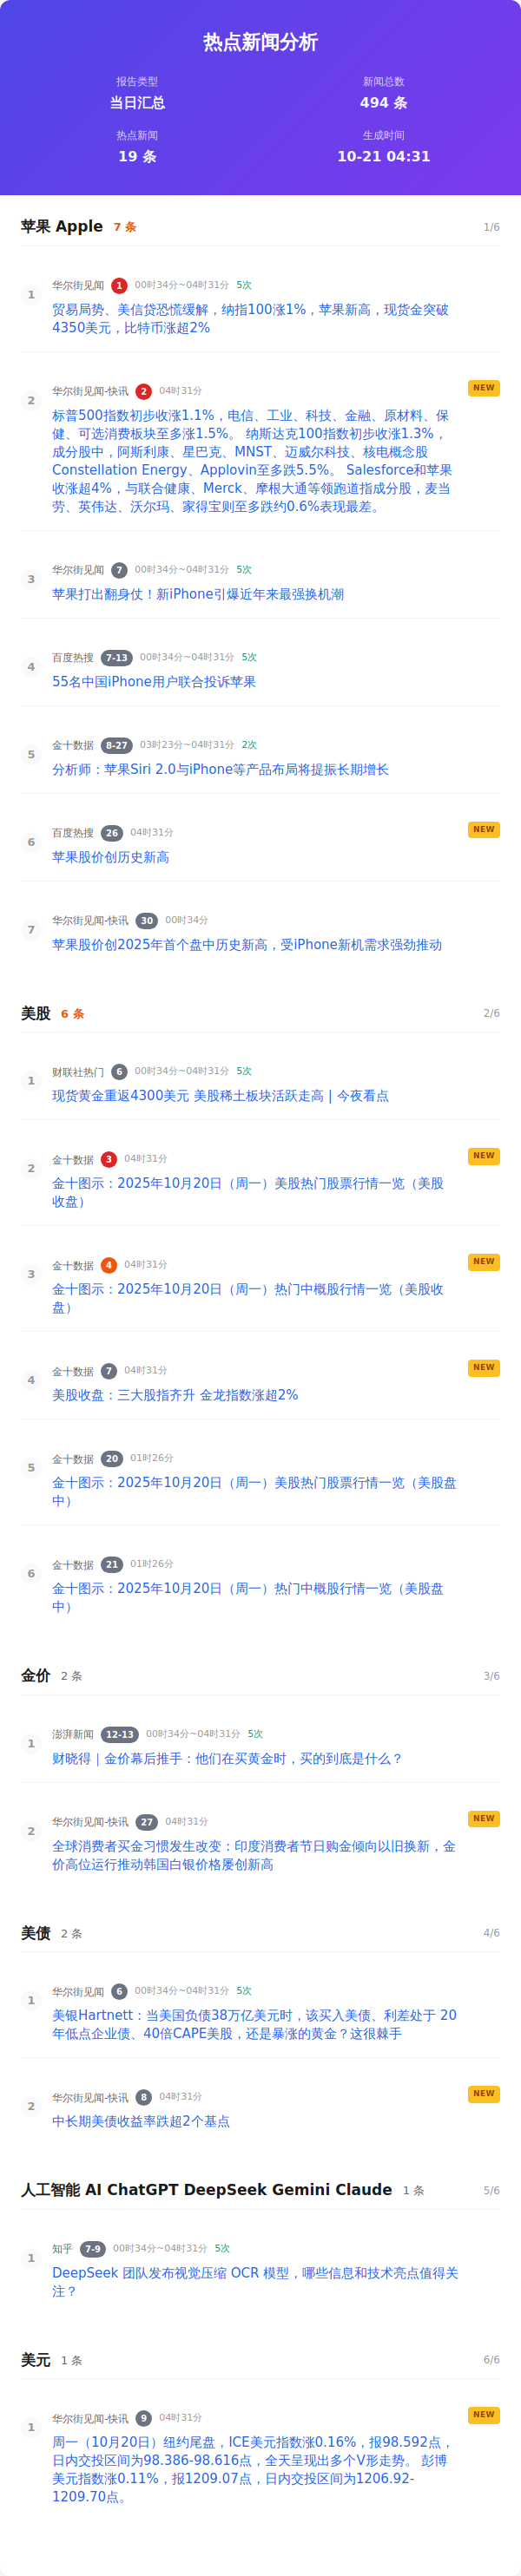 热点新闻分析
报告类型
新闻总数
当日汇总
494 条
热点新闻
生成时间
19 条
10-21 04:31
苹果 Apple 7 条 1/6
1 华尔街见闻 1 00时34分~04时31分 5次
贸易局势、美信贷恐慌缓解，纳指100涨1%，苹果新高，现货金突破
4350美元，比特币涨超2%
2 华尔街见闻-快讯 2 04时31分 NEW
标普500指数初步收涨1.1%，电信、工业、科技、金融、原材料、保
健、可选消费板块至多涨1.5%。 纳斯达克100指数初步收涨1.3%，
成分股中，阿斯利康、星巴克、MNST、迈威尔科技、核电概念股
Constellation Energy、Applovin至多跌5.5%。 Salesforce和苹果
收涨超4%，与联合健康、Merck、摩根大通等领跑道指成分股，麦当
劳、英伟达、沃尔玛、家得宝则至多跌约0.6%表现最差。
3 华尔街见闻 7 00时34分~04时31分 5次
苹果打出翻身仗！新iPhone引爆近年来最强换机潮
4 百度热搜 7-13 00时34分~04时31分 5次
55名中国iPhone用户联合投诉苹果
5 金十数据 8-27 03时23分~04时31分 2次
分析师：苹果Siri 2.0与iPhone等产品布局将提振长期增长
6 百度热搜 26 04时31分 NEW
苹果股价创历史新高
7 华尔街见闻-快讯 30 00时34分
苹果股价创2025年首个盘中历史新高，受iPhone新机需求强劲推动
美股 6 条 2/6
1 财联社热门 6 00时34分~04时31分 5次
现货黄金重返4300美元 美股稀土板块活跃走高 | 今夜看点
2 金十数据 3 04时31分 NEW
金十图示：2025年10月20日（周一）美股热门股票行情一览（美股
收盘）
3 金十数据 4 04时31分 NEW
金十图示：2025年10月20日（周一）热门中概股行情一览（美股收
盘）
4 金十数据 7 04时31分 NEW
美股收盘：三大股指齐升 金龙指数涨超2%
5 金十数据 20 01时26分
金十图示：2025年10月20日（周一）美股热门股票行情一览（美股盘
中）
6 金十数据 21 01时26分
金十图示：2025年10月20日（周一）热门中概股行情一览（美股盘
中）
金价 2 条 3/6
1 澎湃新闻 12-13 00时34分~04时31分 5次
财晓得｜金价幕后推手：他们在买黄金时，买的到底是什么？
2 华尔街见闻-快讯 27 04时31分 NEW
全球消费者买金习惯发生改变：印度消费者节日购金倾向以旧换新，金
价高位运行推动韩国白银价格屡创新高
美债 2 条 4/6
1 华尔街见闻 6 00时34分~04时31分 5次
美银Hartnett：当美国负债38万亿美元时，该买入美债、利差处于 20
年低点企业债、40倍CAPE美股，还是暴涨的黄金？这很棘手
2 华尔街见闻-快讯 8 04时31分 NEW
中长期美债收益率跌超2个基点
人工智能 AI ChatGPT DeepSeek Gemini Claude 1 条 5/6
1 知乎 7-9 00时34分~04时31分 5次
DeepSeek 团队发布视觉压缩 OCR 模型，哪些信息和技术亮点值得关
注？
美元 1 条 6/6
1 华尔街见闻-快讯 9 04时31分 NEW
周一（10月20日）纽约尾盘，ICE美元指数涨0.16%，报98.592点，
日内交投区间为98.386-98.616点，全天呈现出多个V形走势。 彭博
美元指数涨0.11%，报1209.07点，日内交投区间为1206.92-
1209.70点。